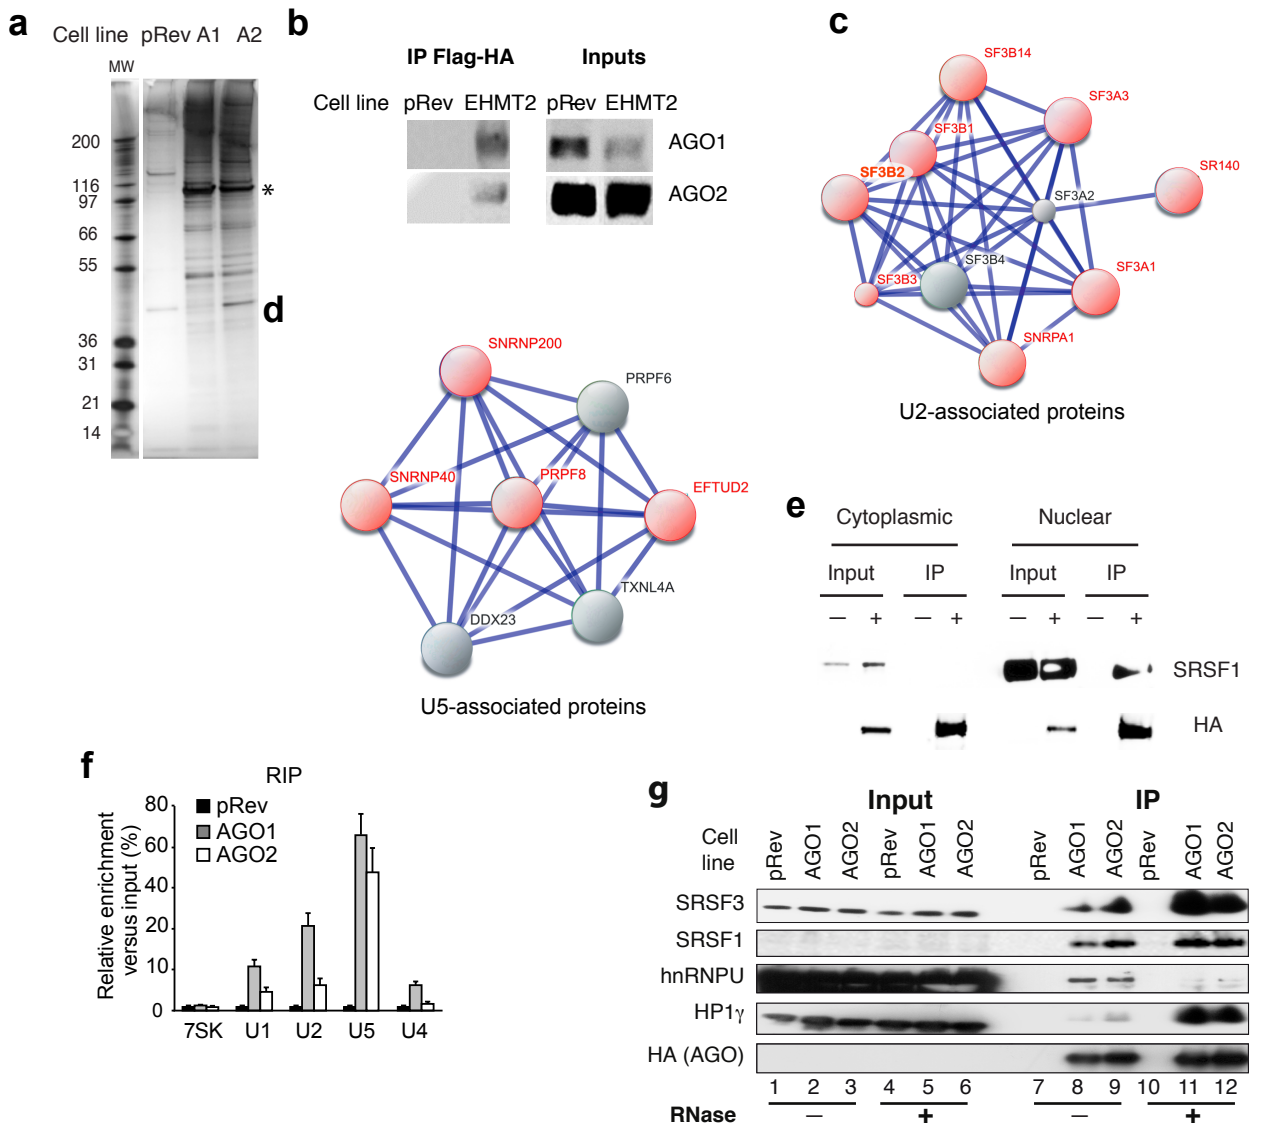 a
Cell line pRev A1 A2
MW
200
116
97
66
55
36
31
21
14
*
b
IP Flag-HA Inputs
Cell line pRev EHMT2 pRev EHMT2
AGO1
AGO2
c
SF3B14
SF3A3
SF3B1
SF3B2
SR140
SF3A2
SF3B4
SF3B3
SF3A1
SNRPA1
U2-associated proteins
d
SNRNP200
PRPF6
SNRNP40
PRPF8
EFTUD2
TXNL4A
DDX23
U5-associated proteins
e
Cytoplasmic Nuclear
Input IP Input IP
– + – + – + – +
SRSF1
HA
f
RIP
pRev
AGO1
AGO2
Relative enrichment
versus input (%)
80
60
40
20
10
0
7SK U1 U2 U5 U4
g
Input IP
Cell
line
pRev AGO1 AGO2 pRev AGO1 AGO2 pRev AGO1 AGO2 pRev AGO1 AGO2
SRSF3
SRSF1
hnRNPU
HP1γ
HA (AGO)
1 2 3 4 5 6 7 8 9 10 11 12
RNase – + – +